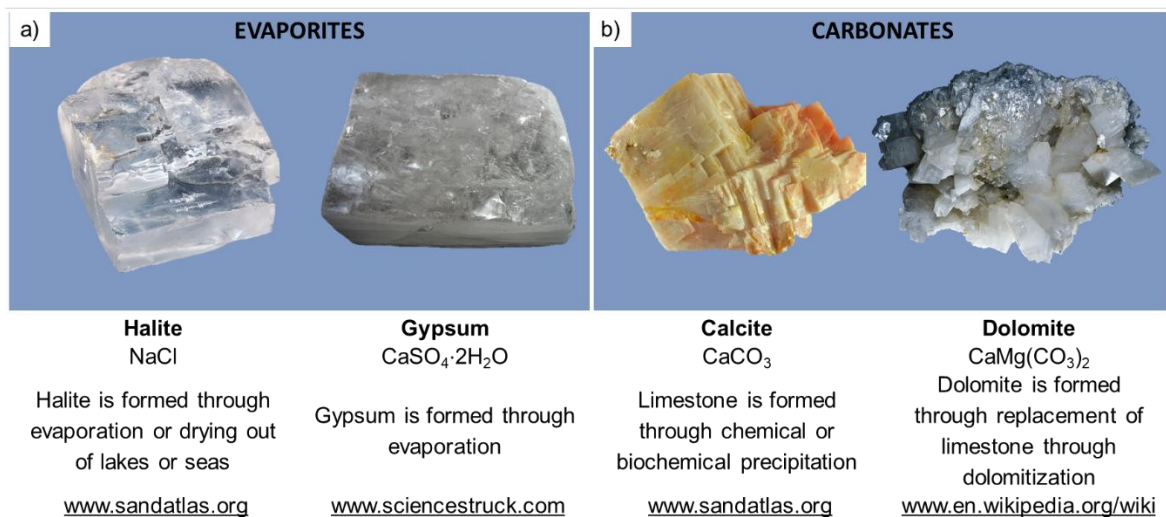 a)
EVAPORITES
b)
CARBONATES
Halite
NaCl
Halite is formed through
evaporation or drying out
of lakes or seas
www.sandatlas.org
Gypsum
CaSO₄·2H₂O
Gypsum is formed through
evaporation
www.sciencestruck.com
Calcite
CaCO₃
Limestone is formed
through chemical or
biochemical precipitation
www.sandatlas.org
Dolomite
CaMg(CO₃)₂
Dolomite is formed
through replacement of
limestone through
dolomitization
www.en.wikipedia.org/wiki